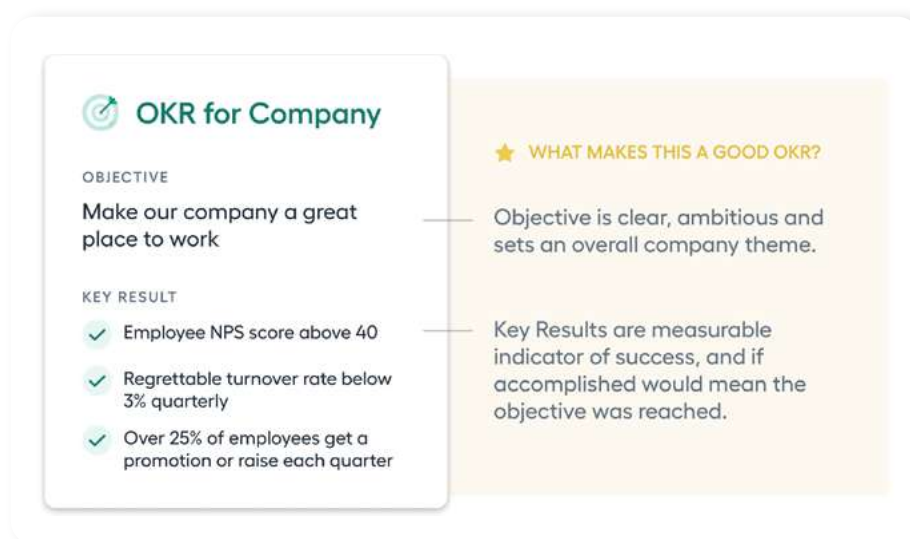 OKR for Company
OBJECTIVE
Make our company a great
place to work
KEY RESULT
Employee NPS score above 40
Regrettable turnover rate below
3% quarterly
Over 25% of employees get a
promotion or raise each quarter
WHAT MAKES THIS A GOOD OKR?
Objective is clear, ambitious and
sets an overall company theme.
Key Results are measurable
indicator of success, and if
accomplished would mean the
objective was reached.